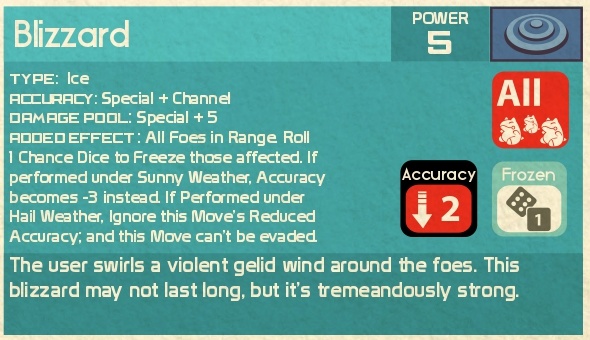 Blizzard
POWER
5
TYPE: Ice
ACCURACY: Special + Channel
DAMAGE POOL: Special + 5
ADDED EFFECT: All Foes in Range. Roll
1 Chance Dice to Freeze those affected. If
performed under Sunny Weather, Accuracy
becomes -3 instead. If Performed under
Hail Weather, Ignore this Move's Reduced
Accuracy; and this Move can't be evaded.
All
Accuracy
2
Frozen
1
The user swirls a violent gelid wind around the foes. This
blizzard may not last long, but it's tremeandously strong.